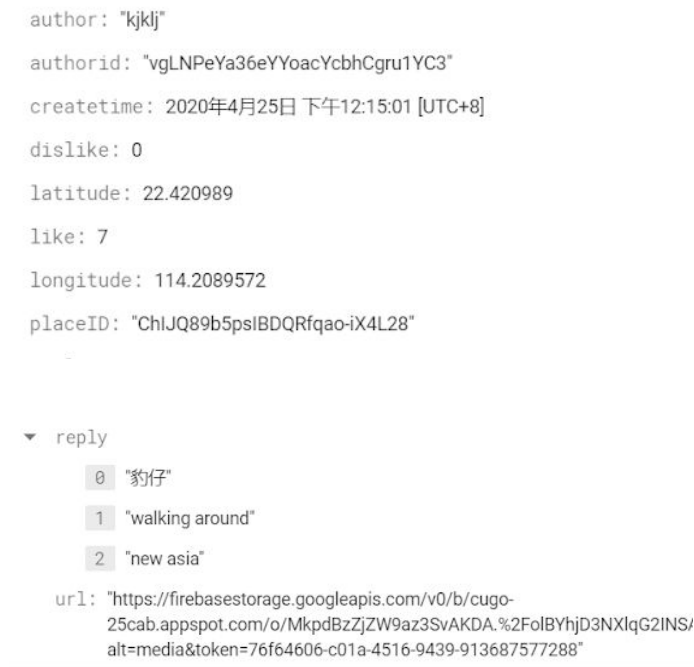 author: "kjklj"
authorid: "vgLNPeYa36eYYoacYcbhCgru1YC3"
createtime: 2020年4月25日 下午12:15:01 [UTC+8]
dislike: 0
latitude: 22.420989
like: 7
longitude: 114.2089572
placeID: "ChIJQ89b5psIBDQRfqao-iX4L28"
reply
0 "豹仔"
1 "walking around"
2 "new asia"
url: "https://firebasestorage.googleapis.com/v0/b/cugo-
25cab.appspot.com/o/MkpdBzZjZW9az3SvAKDA.%2FolBYhjD3NXlqG2INSA
alt=media&token=76f64606-c01a-4516-9439-913687577288"